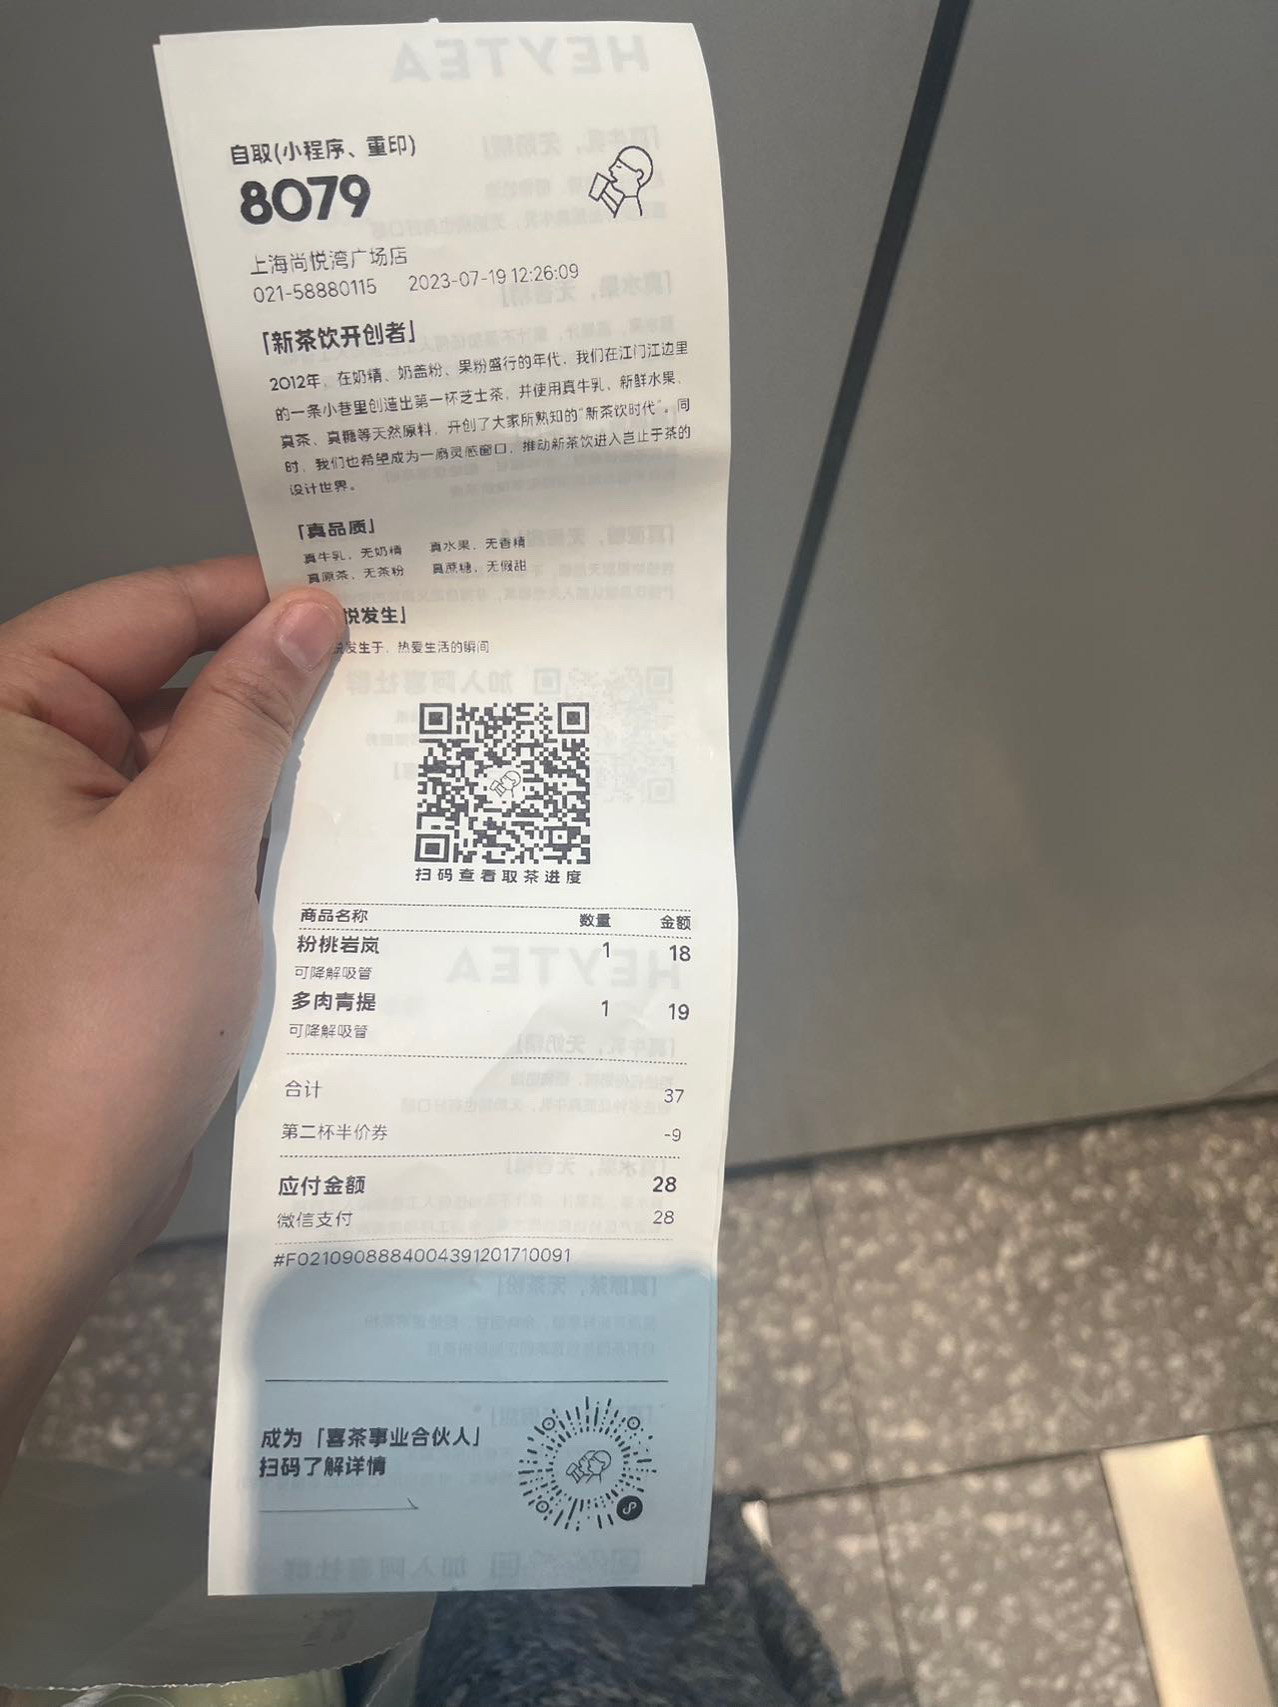 自取(小程序、重印)
8079
上海尚悦湾广场店
021-58880115 2023-07-19 12:26:09
「新茶饮开创者」
2012年，在奶精、奶盖粉、果粉盛行的年代，我们在江门江边里
的一条小巷里创造出第一杯芝士茶，并使用真牛乳、新鲜水果、
真茶、真糖等天然原料，开创了大家所熟知的“新茶饮时代”。同
时，我们也希望成为一扇灵感窗口，推动新茶饮进入岂止于茶的
设计世界。
「真品质」
真牛乳，无奶精 真水果，无香精
真原茶，无茶粉 真蔗糖，无假甜
悦发生」
悦发生于，热爱生活的瞬间
扫码查看取茶进度
商品名称 数量 金额
粉桃岩岚 1 18
可降解吸管
多肉青提 1 19
可降解吸管
合计 37
第二杯半价券 -9
应付金额 28
微信支付 28
#F0210908884004391201710091
成为「喜茶事业合伙人」
扫码了解详情